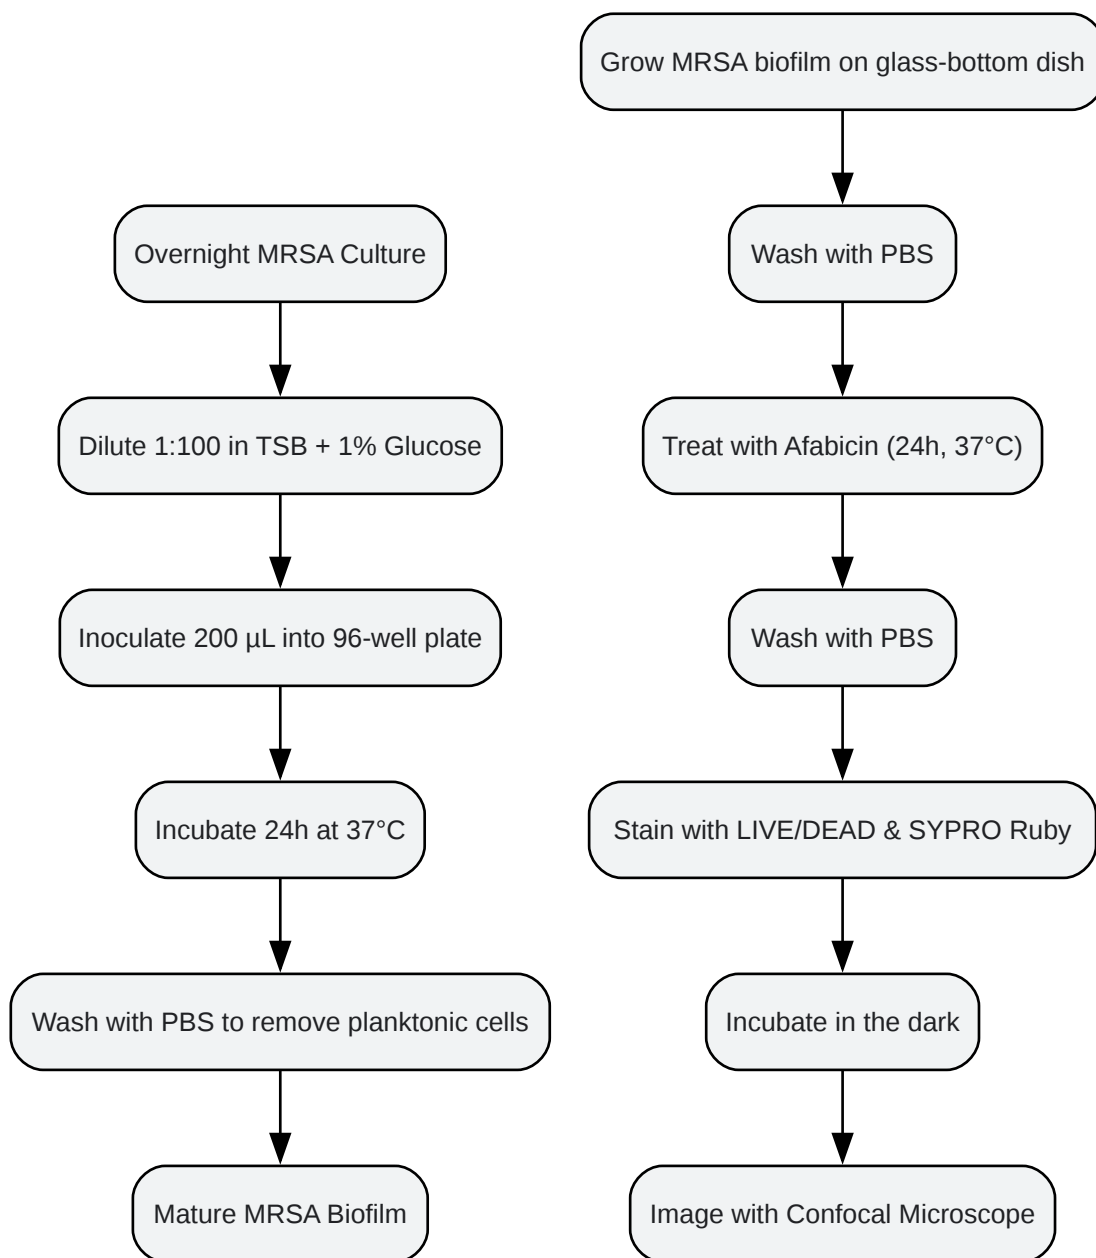 Grow MRSA biofilm on glass-bottom dish
Overnight MRSA Culture
Wash with PBS
Dilute 1:100 in TSB + 1% Glucose
Treat with Afabicin (24h, 37°C)
Inoculate 200 µL into 96-well plate
Wash with PBS
Incubate 24h at 37°C
Stain with LIVE/DEAD & SYPRO Ruby
Wash with PBS to remove planktonic cells
Incubate in the dark
Mature MRSA Biofilm
Image with Confocal Microscope